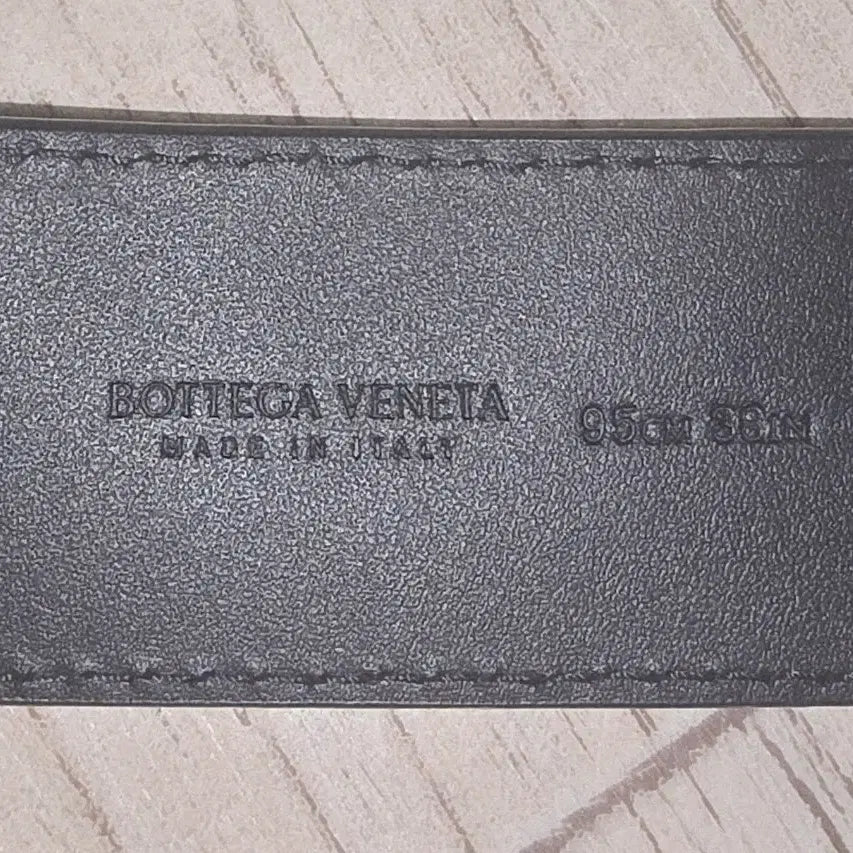 BOTTEGA VENETA 95CM 38IN
MADE IN ITALY